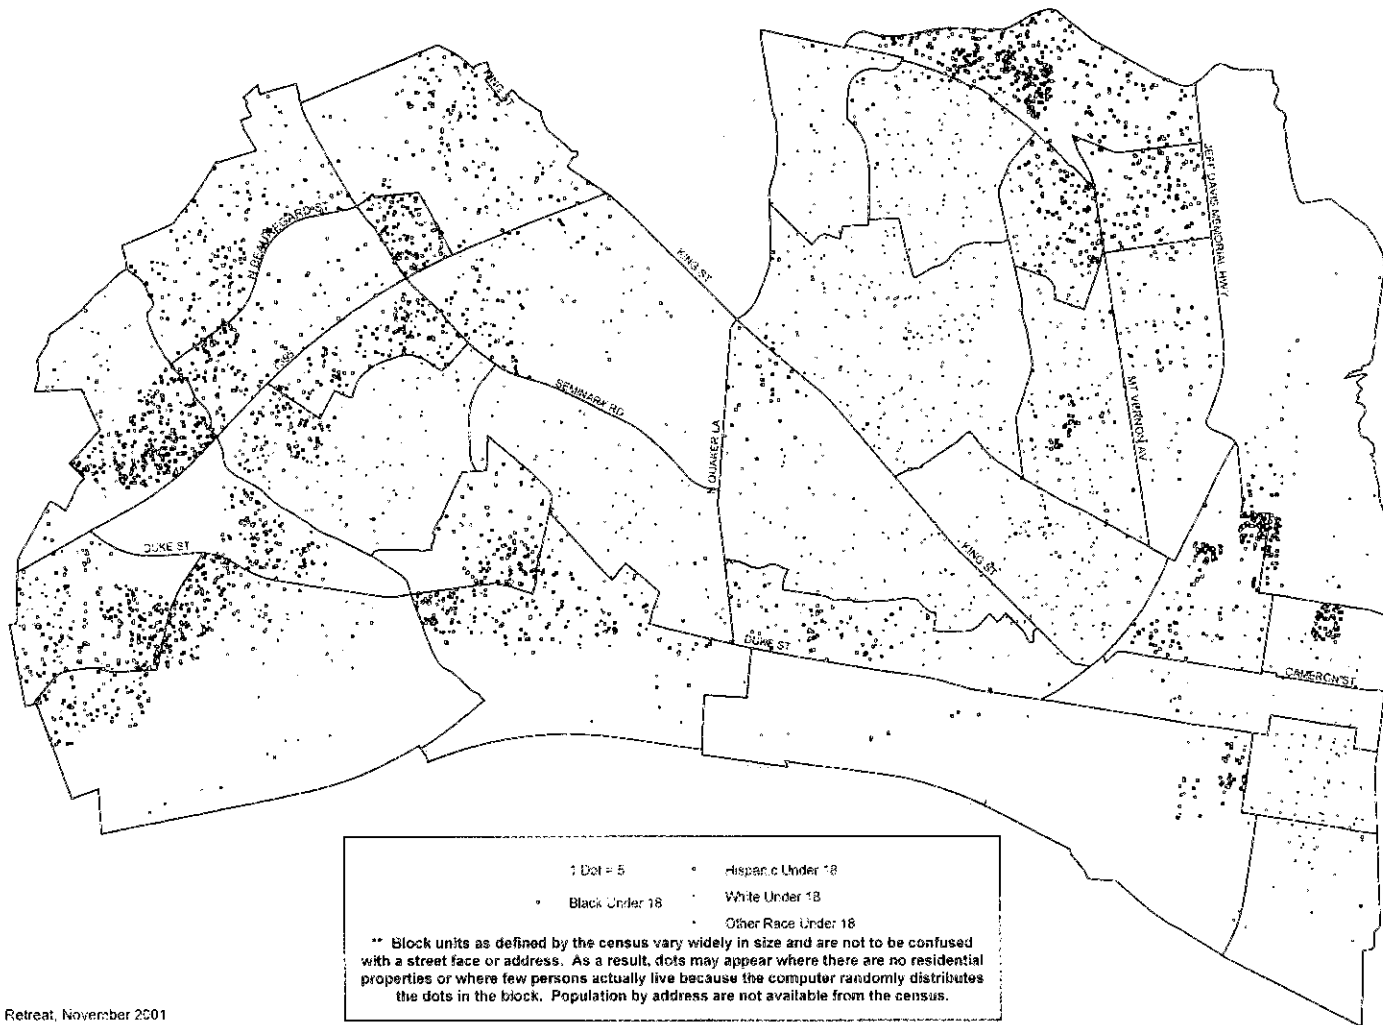 KING ST
JEFF DAVIS MEMORIAL HWY
N BEAUREGARD ST
KING ST
I395
SEMINARY RD
N QUAKER LA
MT VERNON AV
DUKE ST
KING ST
DUKE ST
CAMERON ST
1 Dot = 5
Hispanic Under 18
Black Under 18
White Under 18
Other Race Under 18
** Block units as defined by the census vary widely in size and are not to be confused
with a street face or address. As a result, dots may appear where there are no residential
properties or where few persons actually live because the computer randomly distributes
the dots in the block. Population by address are not available from the census.
Retreat, November 2001